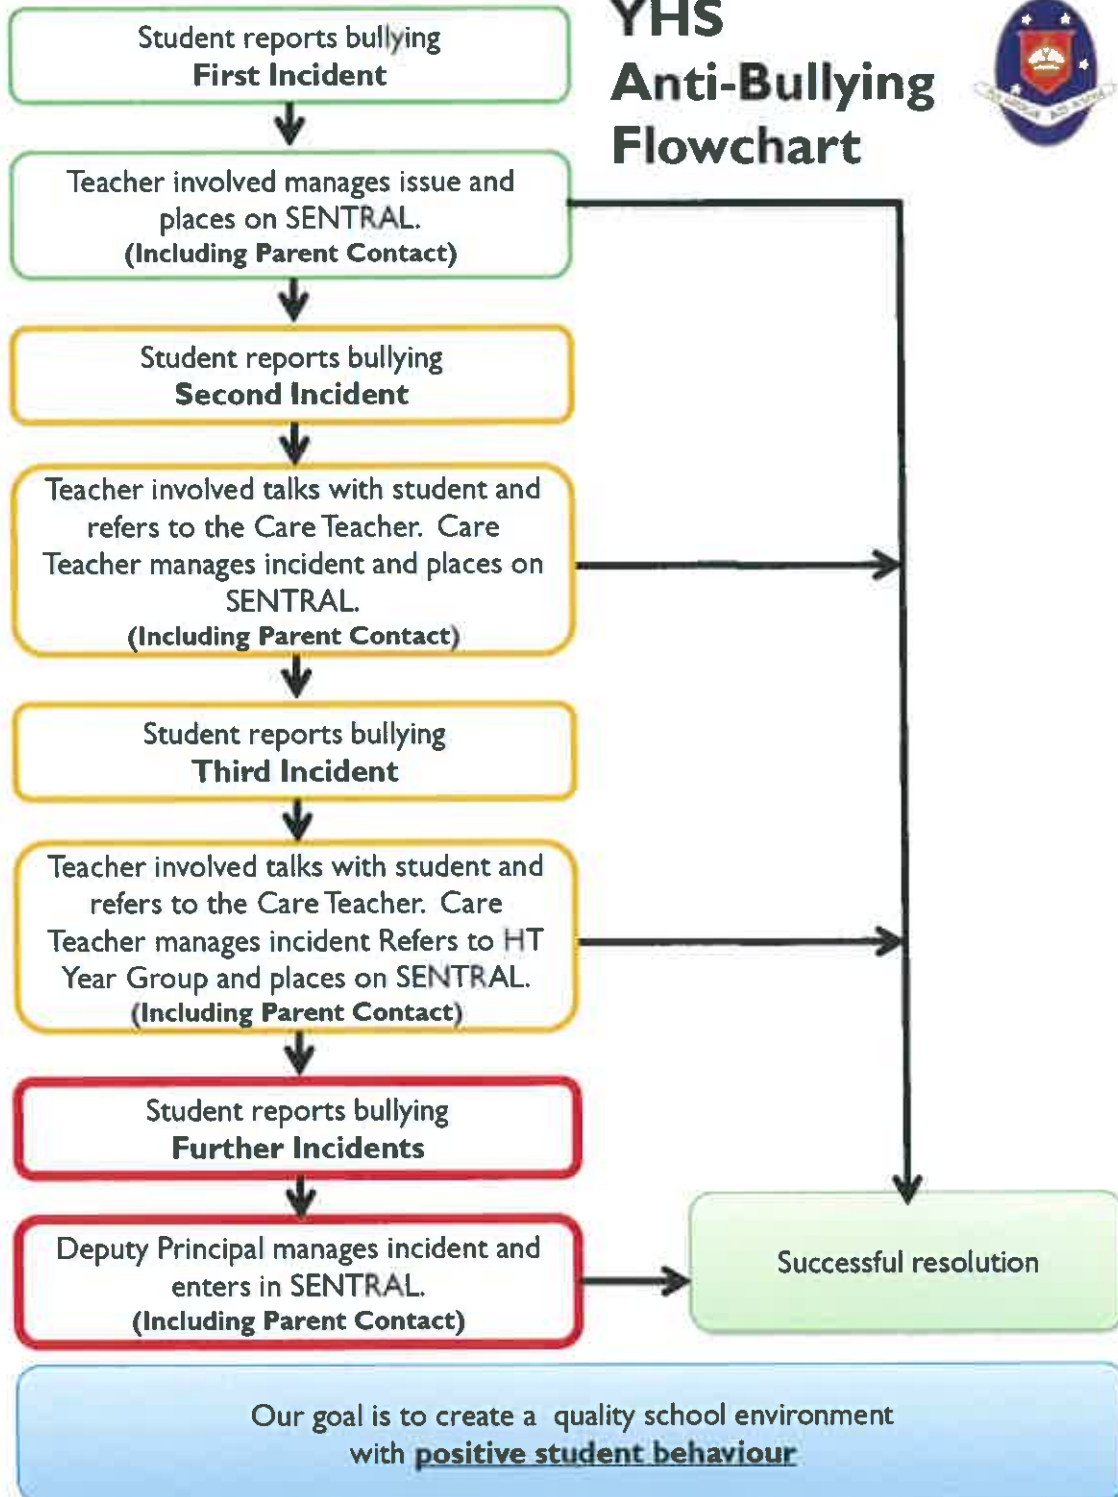 YHS
Anti-Bullying
Flowchart
Student reports bullying
First Incident
Teacher involved manages issue and
places on SENTRAL.
(Including Parent Contact)
Student reports bullying
Second Incident
Teacher involved talks with student and
refers to the Care Teacher. Care
Teacher manages incident and places on
SENTRAL.
(Including Parent Contact)
Student reports bullying
Third Incident
Teacher involved talks with student and
refers to the Care Teacher. Care
Teacher manages incident Refers to HT
Year Group and places on SENTRAL.
(Including Parent Contact)
Student reports bullying
Further Incidents
Deputy Principal manages incident and
enters in SENTRAL.
(Including Parent Contact)
Successful resolution
Our goal is to create a quality school environment
with positive student behaviour